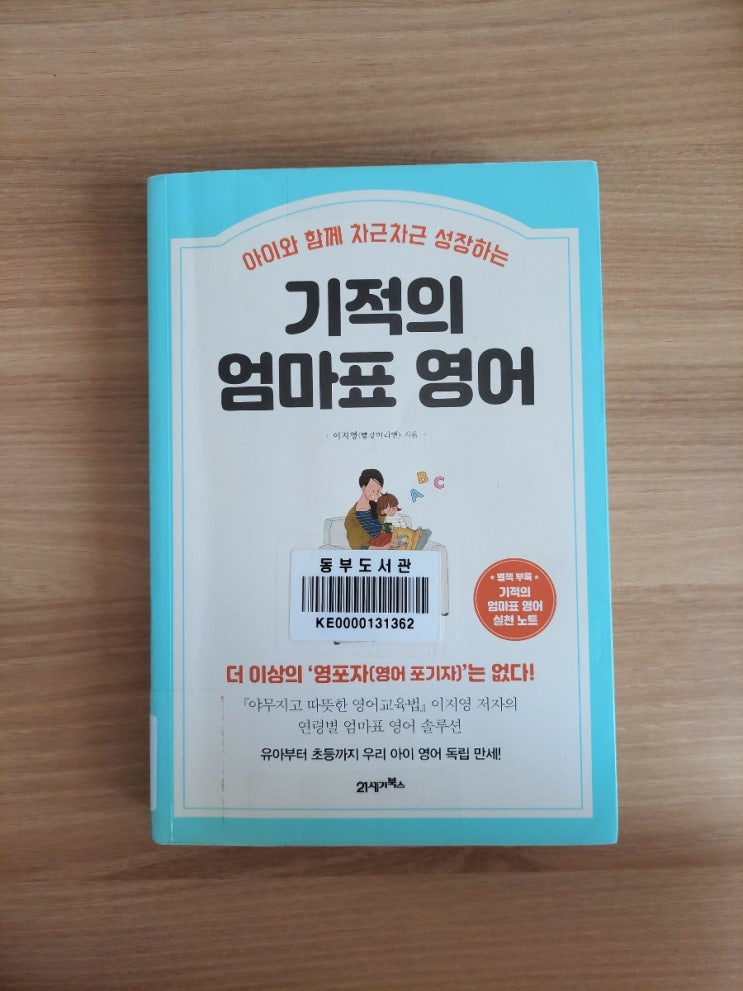 아이와 함께 차근차근 성장하는
기적의
엄마표 영어
· 이지영(빨강머리앤) 지음 ·
A B C
동부도서관
KE0000131362
★ 별책 부록 ★
기적의
엄마표 영어
실천 노트
더 이상의 '영포자(영어 포기자)'는 없다!
『야무지고 따뜻한 영어교육법』 이지영 저자의
연령별 엄마표 영어 솔루션
유아부터 초등까지 우리 아이 영어 독립 만세!
21세기북스